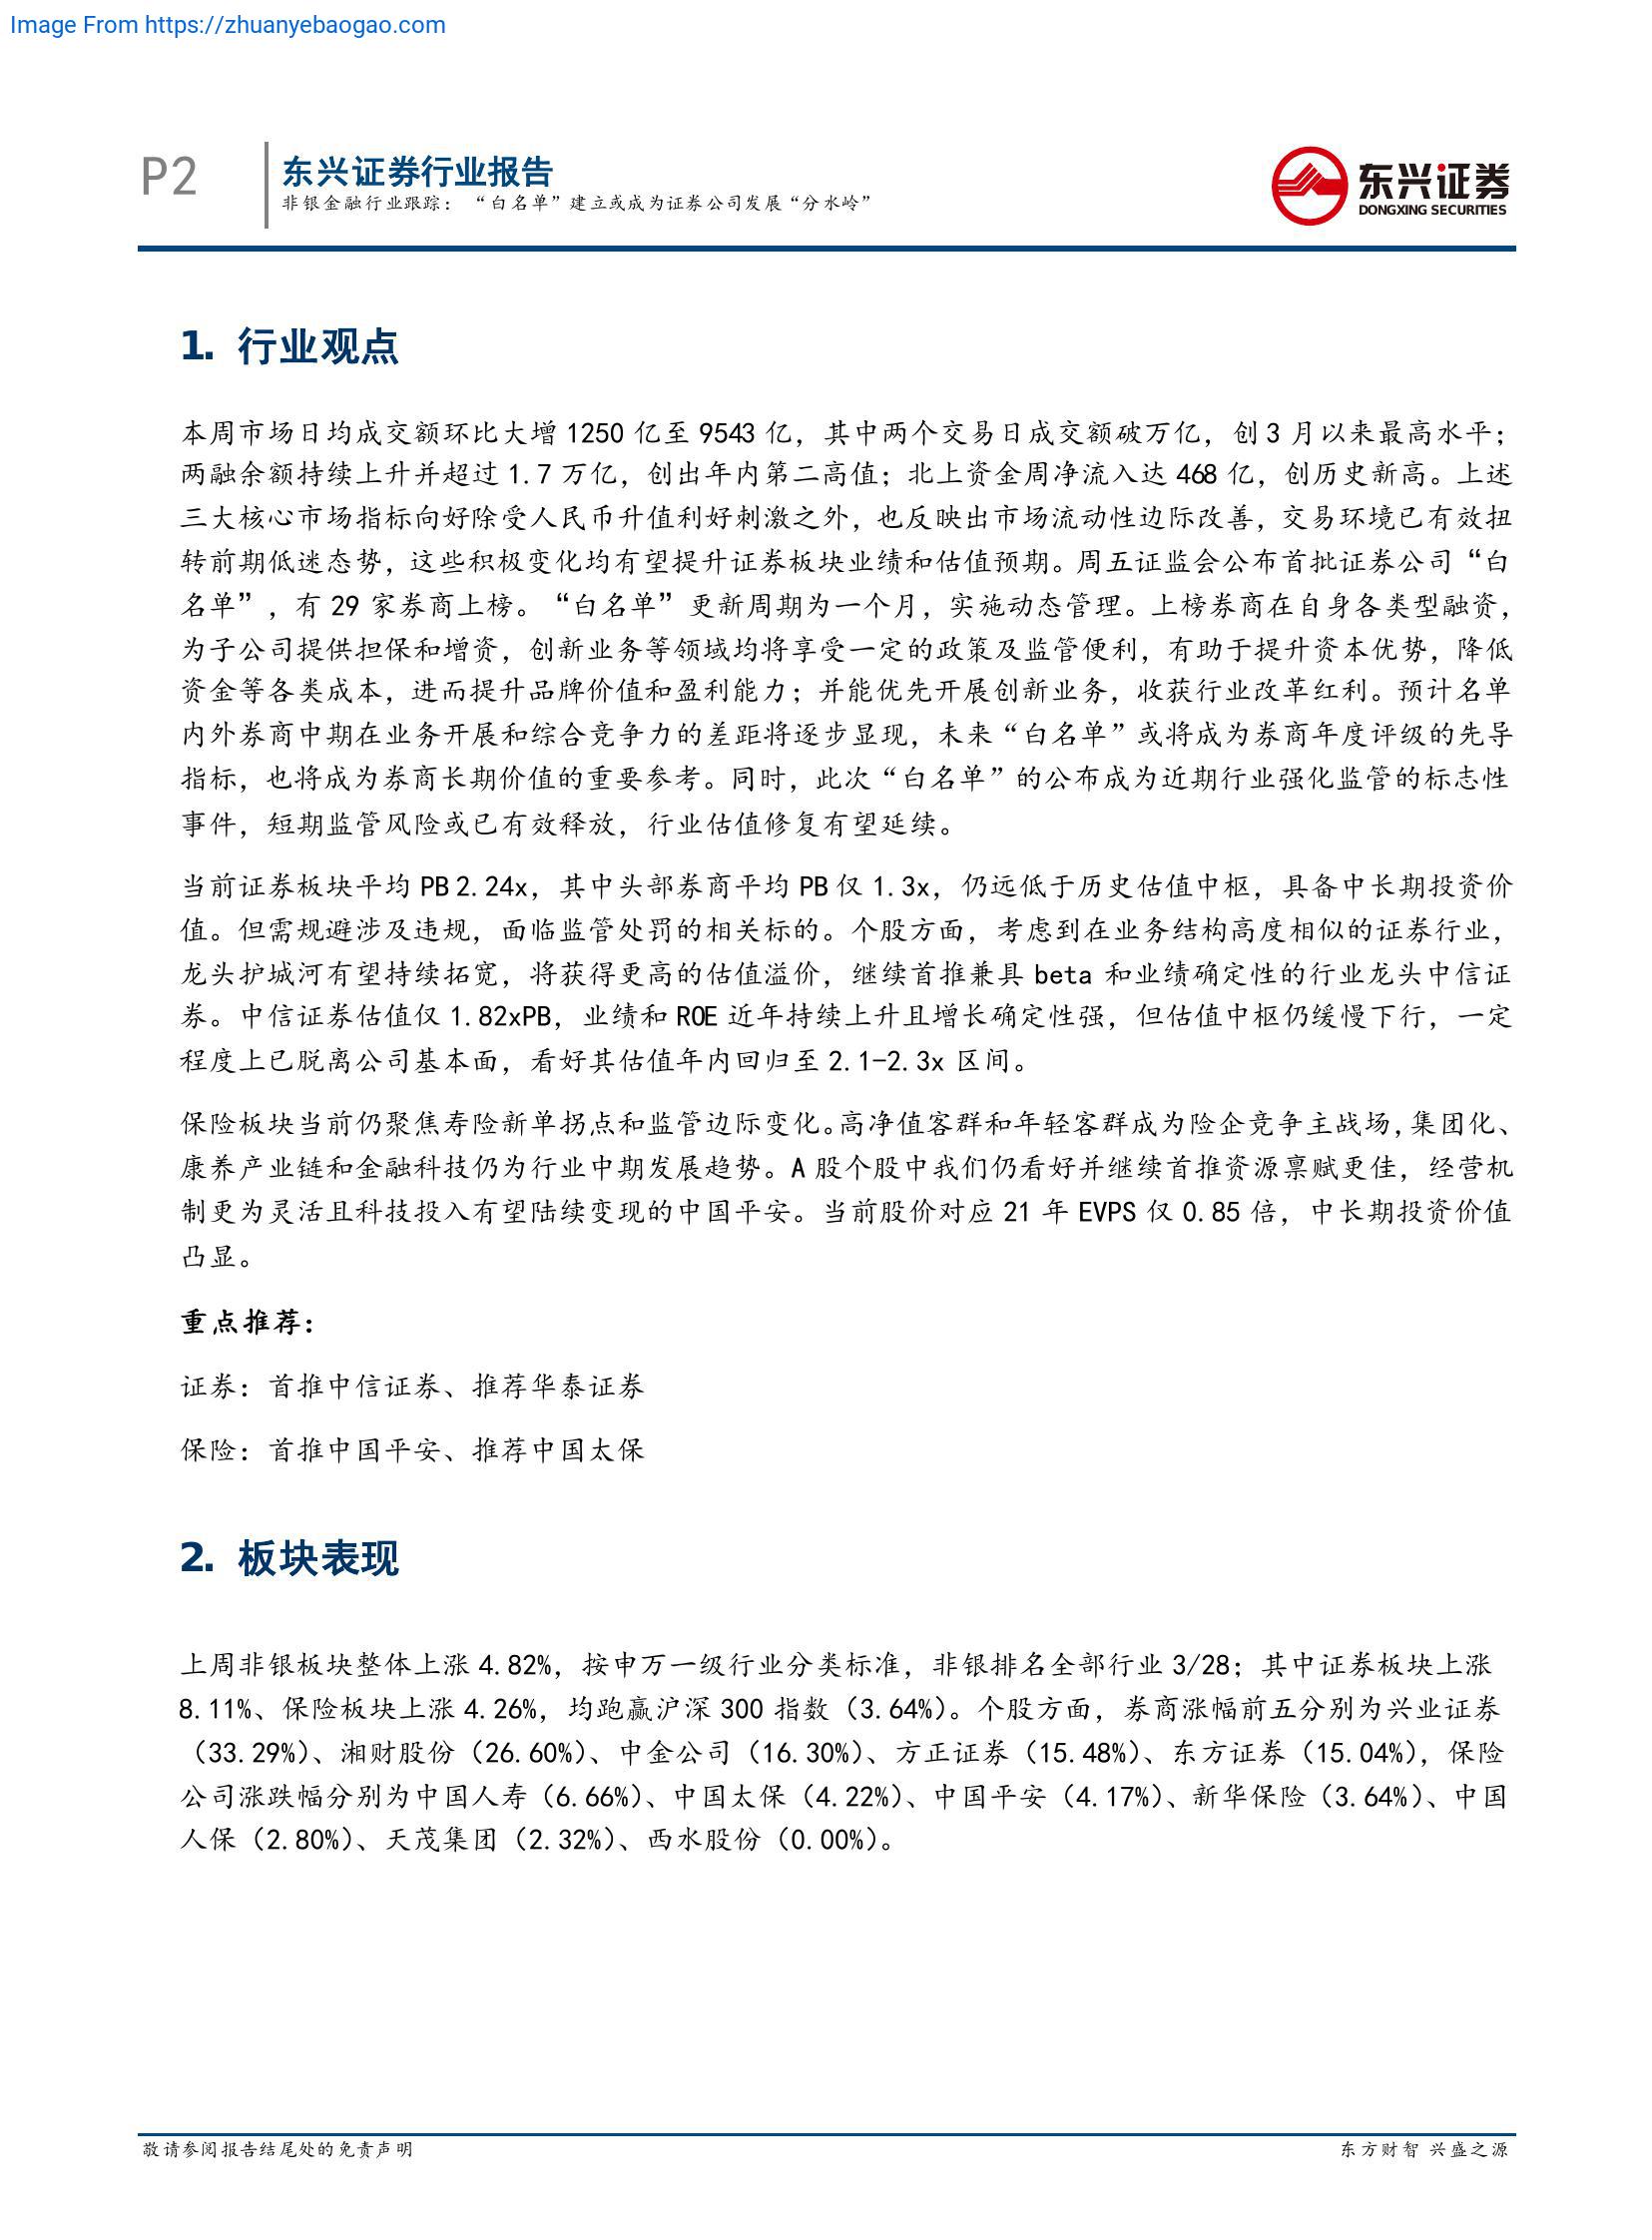 Image From https://zhuanyebaogao.com
P2
东兴证券行业报告
非银金融行业跟踪：“白名单”建立或成为证券公司发展“分水岭”
东兴证券
DONGXING SECURITIES
1. 行业观点
本周市场日均成交额环比大增 1250 亿至 9543 亿，其中两个交易日成交额破万亿，创 3 月以来最高水平；
两融余额持续上升并超过 1.7 万亿，创出年内第二高值；北上资金周净流入达 468 亿，创历史新高。上述
三大核心市场指标向好除受人民币升值利好刺激之外，也反映出市场流动性边际改善，交易环境已有效扭
转前期低迷态势，这些积极变化均有望提升证券板块业绩和估值预期。周五证监会公布首批证券公司“白
名单”，有 29 家券商上榜。“白名单”更新周期为一个月，实施动态管理。上榜券商在自身各类型融资，
为子公司提供担保和增资，创新业务等领域均将享受一定的政策及监管便利，有助于提升资本优势，降低
资金等各类成本，进而提升品牌价值和盈利能力；并能优先开展创新业务，收获行业改革红利。预计名单
内外券商中期在业务开展和综合竞争力的差距将逐步显现，未来“白名单”或将成为券商年度评级的先导
指标，也将成为券商长期价值的重要参考。同时，此次“白名单”的公布成为近期行业强化监管的标志性
事件，短期监管风险或已有效释放，行业估值修复有望延续。
当前证券板块平均 PB 2.24x，其中头部券商平均 PB 仅 1.3x，仍远低于历史估值中枢，具备中长期投资价
值。但需规避涉及违规，面临监管处罚的相关标的。个股方面，考虑到在业务结构高度相似的证券行业，
龙头护城河有望持续拓宽，将获得更高的估值溢价，继续首推兼具 beta 和业绩确定性的行业龙头中信证
券。中信证券估值仅 1.82xPB，业绩和 ROE 近年持续上升且增长确定性强，但估值中枢仍缓慢下行，一定
程度上已脱离公司基本面，看好其估值年内回归至 2.1-2.3x 区间。
保险板块当前仍聚焦寿险新单拐点和监管边际变化。高净值客群和年轻客群成为险企竞争主战场，集团化、
康养产业链和金融科技仍为行业中期发展趋势。A 股个股中我们仍看好并继续首推资源禀赋更佳，经营机
制更为灵活且科技投入有望陆续变现的中国平安。当前股价对应 21 年 EVPS 仅 0.85 倍，中长期投资价值
凸显。
重点推荐：
证券：首推中信证券、推荐华泰证券
保险：首推中国平安、推荐中国太保
2. 板块表现
上周非银板块整体上涨 4.82%，按申万一级行业分类标准，非银排名全部行业 3/28；其中证券板块上涨
8.11%、保险板块上涨 4.26%，均跑赢沪深 300 指数（3.64%）。个股方面，券商涨幅前五分别为兴业证券
（33.29%）、湘财股份（26.60%）、中金公司（16.30%）、方正证券（15.48%）、东方证券（15.04%），保险
公司涨跌幅分别为中国人寿（6.66%）、中国太保（4.22%）、中国平安（4.17%）、新华保险（3.64%）、中国
人保（2.80%）、天茂集团（2.32%）、西水股份（0.00%）。
敬请参阅报告结尾处的免责声明
东方财智 兴盛之源